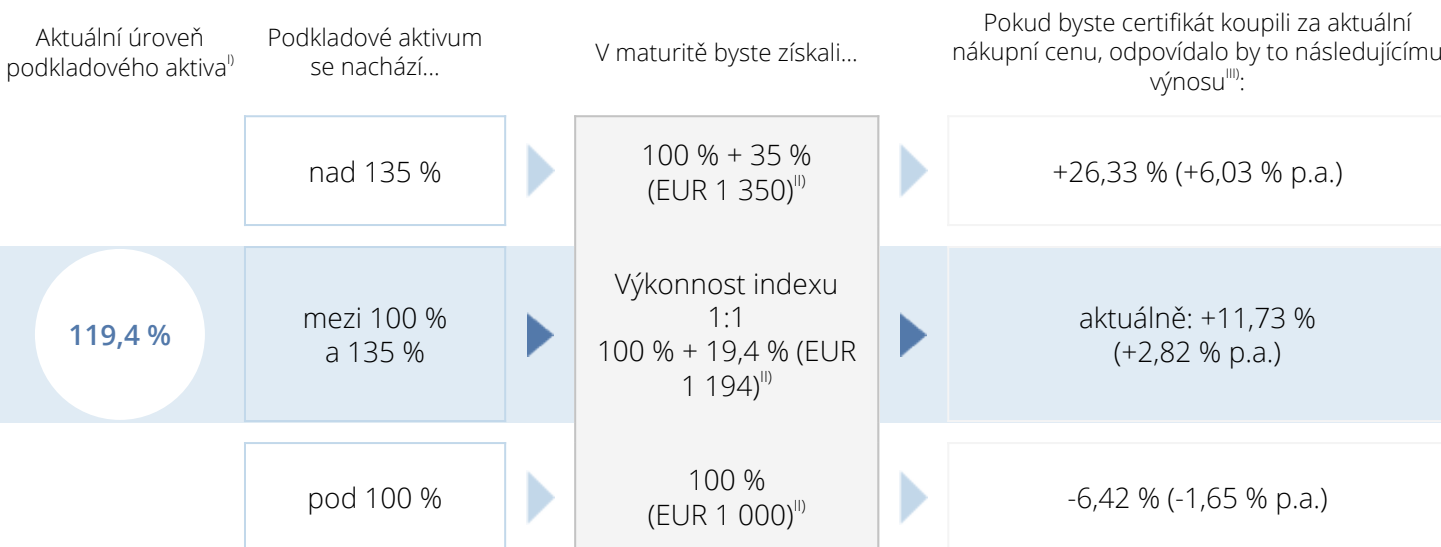 Aktuální úroveň
podkladového aktiva^I)
Podkladové aktivum
se nachází...
V maturitě byste získali...
Pokud byste certifikát koupili za aktuální
nákupní cenu, odpovídalo by to následujícímu
výnosu^III):
nad 135 %
100 % + 35 %
(EUR 1 350)^II)
+26,33 % (+6,03 % p.a.)
119,4 %
mezi 100 %
a 135 %
Výkonnost indexu
1:1
100 % + 19,4 % (EUR
1 194)^II)
aktuálně: +11,73 %
(+2,82 % p.a.)
pod 100 %
100 %
(EUR 1 000)^II)
-6,42 % (-1,65 % p.a.)